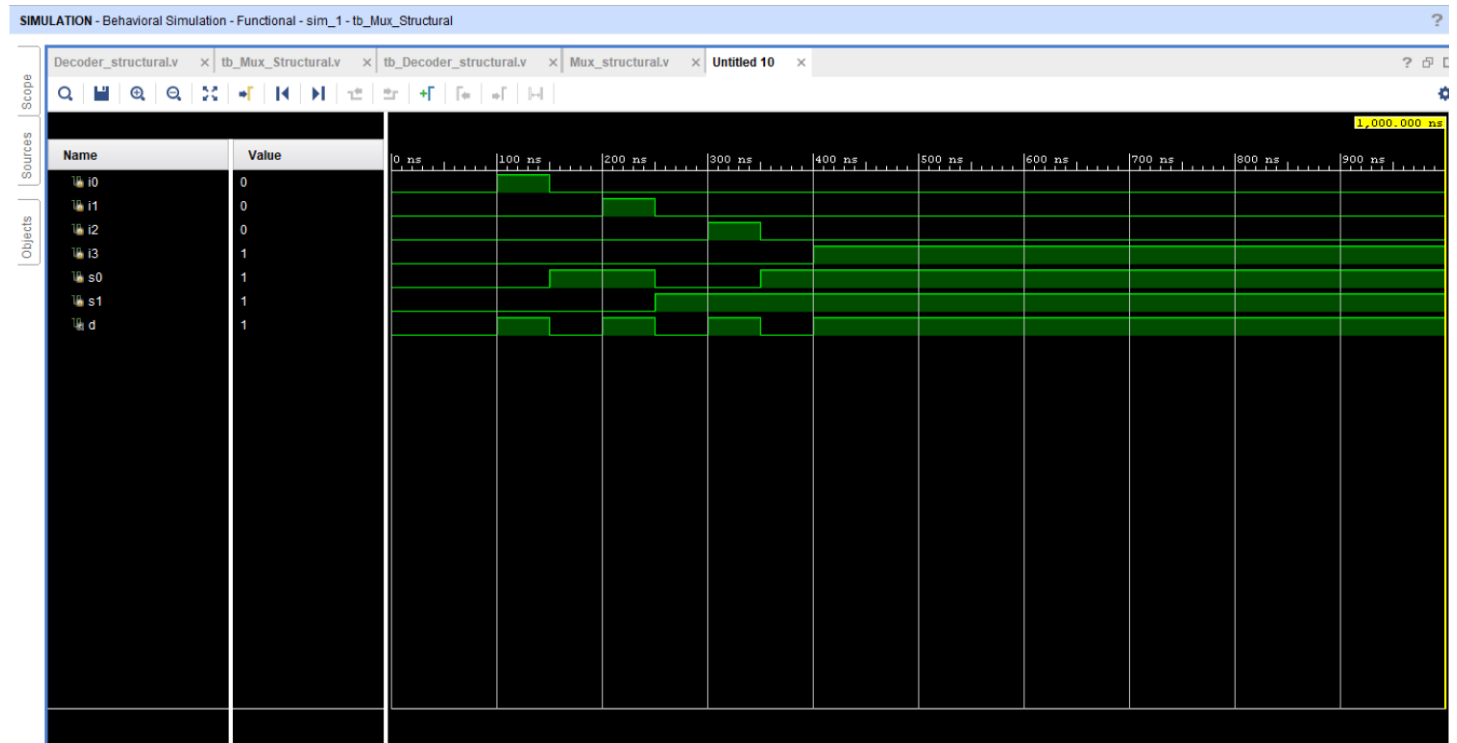 SIMULATION - Behavioral Simulation - Functional - sim_1 - tb_Mux_Structural ?
Scope
Sources
Objects
Decoder_structural.v × tb_Mux_Structural.v × tb_Decoder_structural.v × Mux_structural.v × Untitled 10 × ?
1,000.000 ns
Name Value
0 ns 100 ns 200 ns 300 ns 400 ns 500 ns 600 ns 700 ns 800 ns 900 ns
i0 0
i1 0
i2 0
i3 1
s0 1
s1 1
d 1